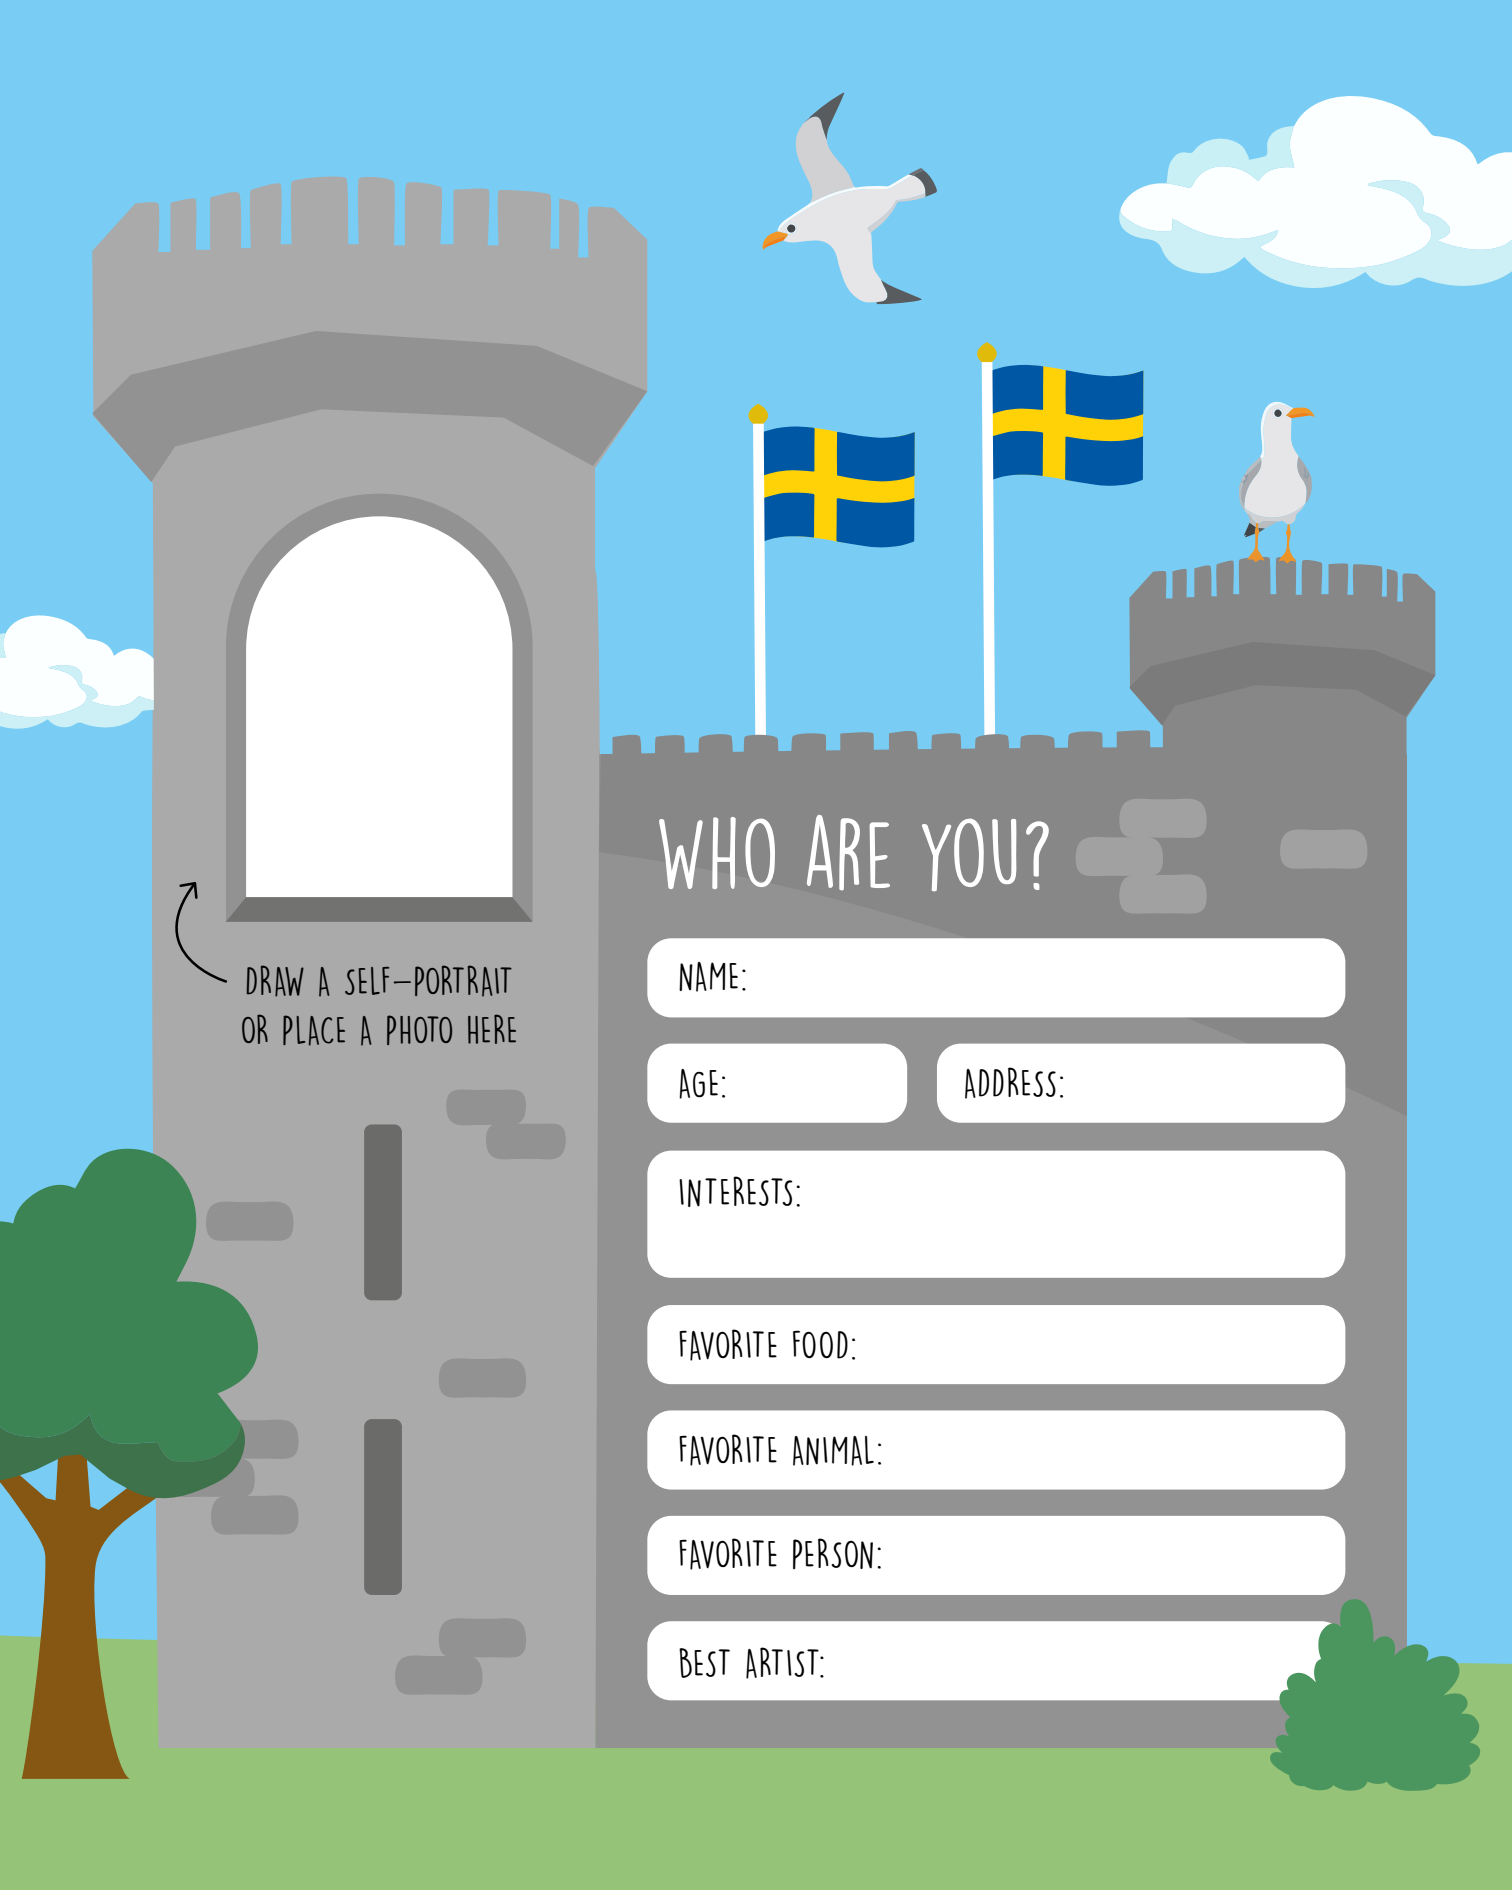 WHO ARE YOU?
DRAW A SELF-PORTRAIT
OR PLACE A PHOTO HERE
NAME:
AGE:
ADDRESS:
INTERESTS:
FAVORITE FOOD:
FAVORITE ANIMAL:
FAVORITE PERSON:
BEST ARTIST: